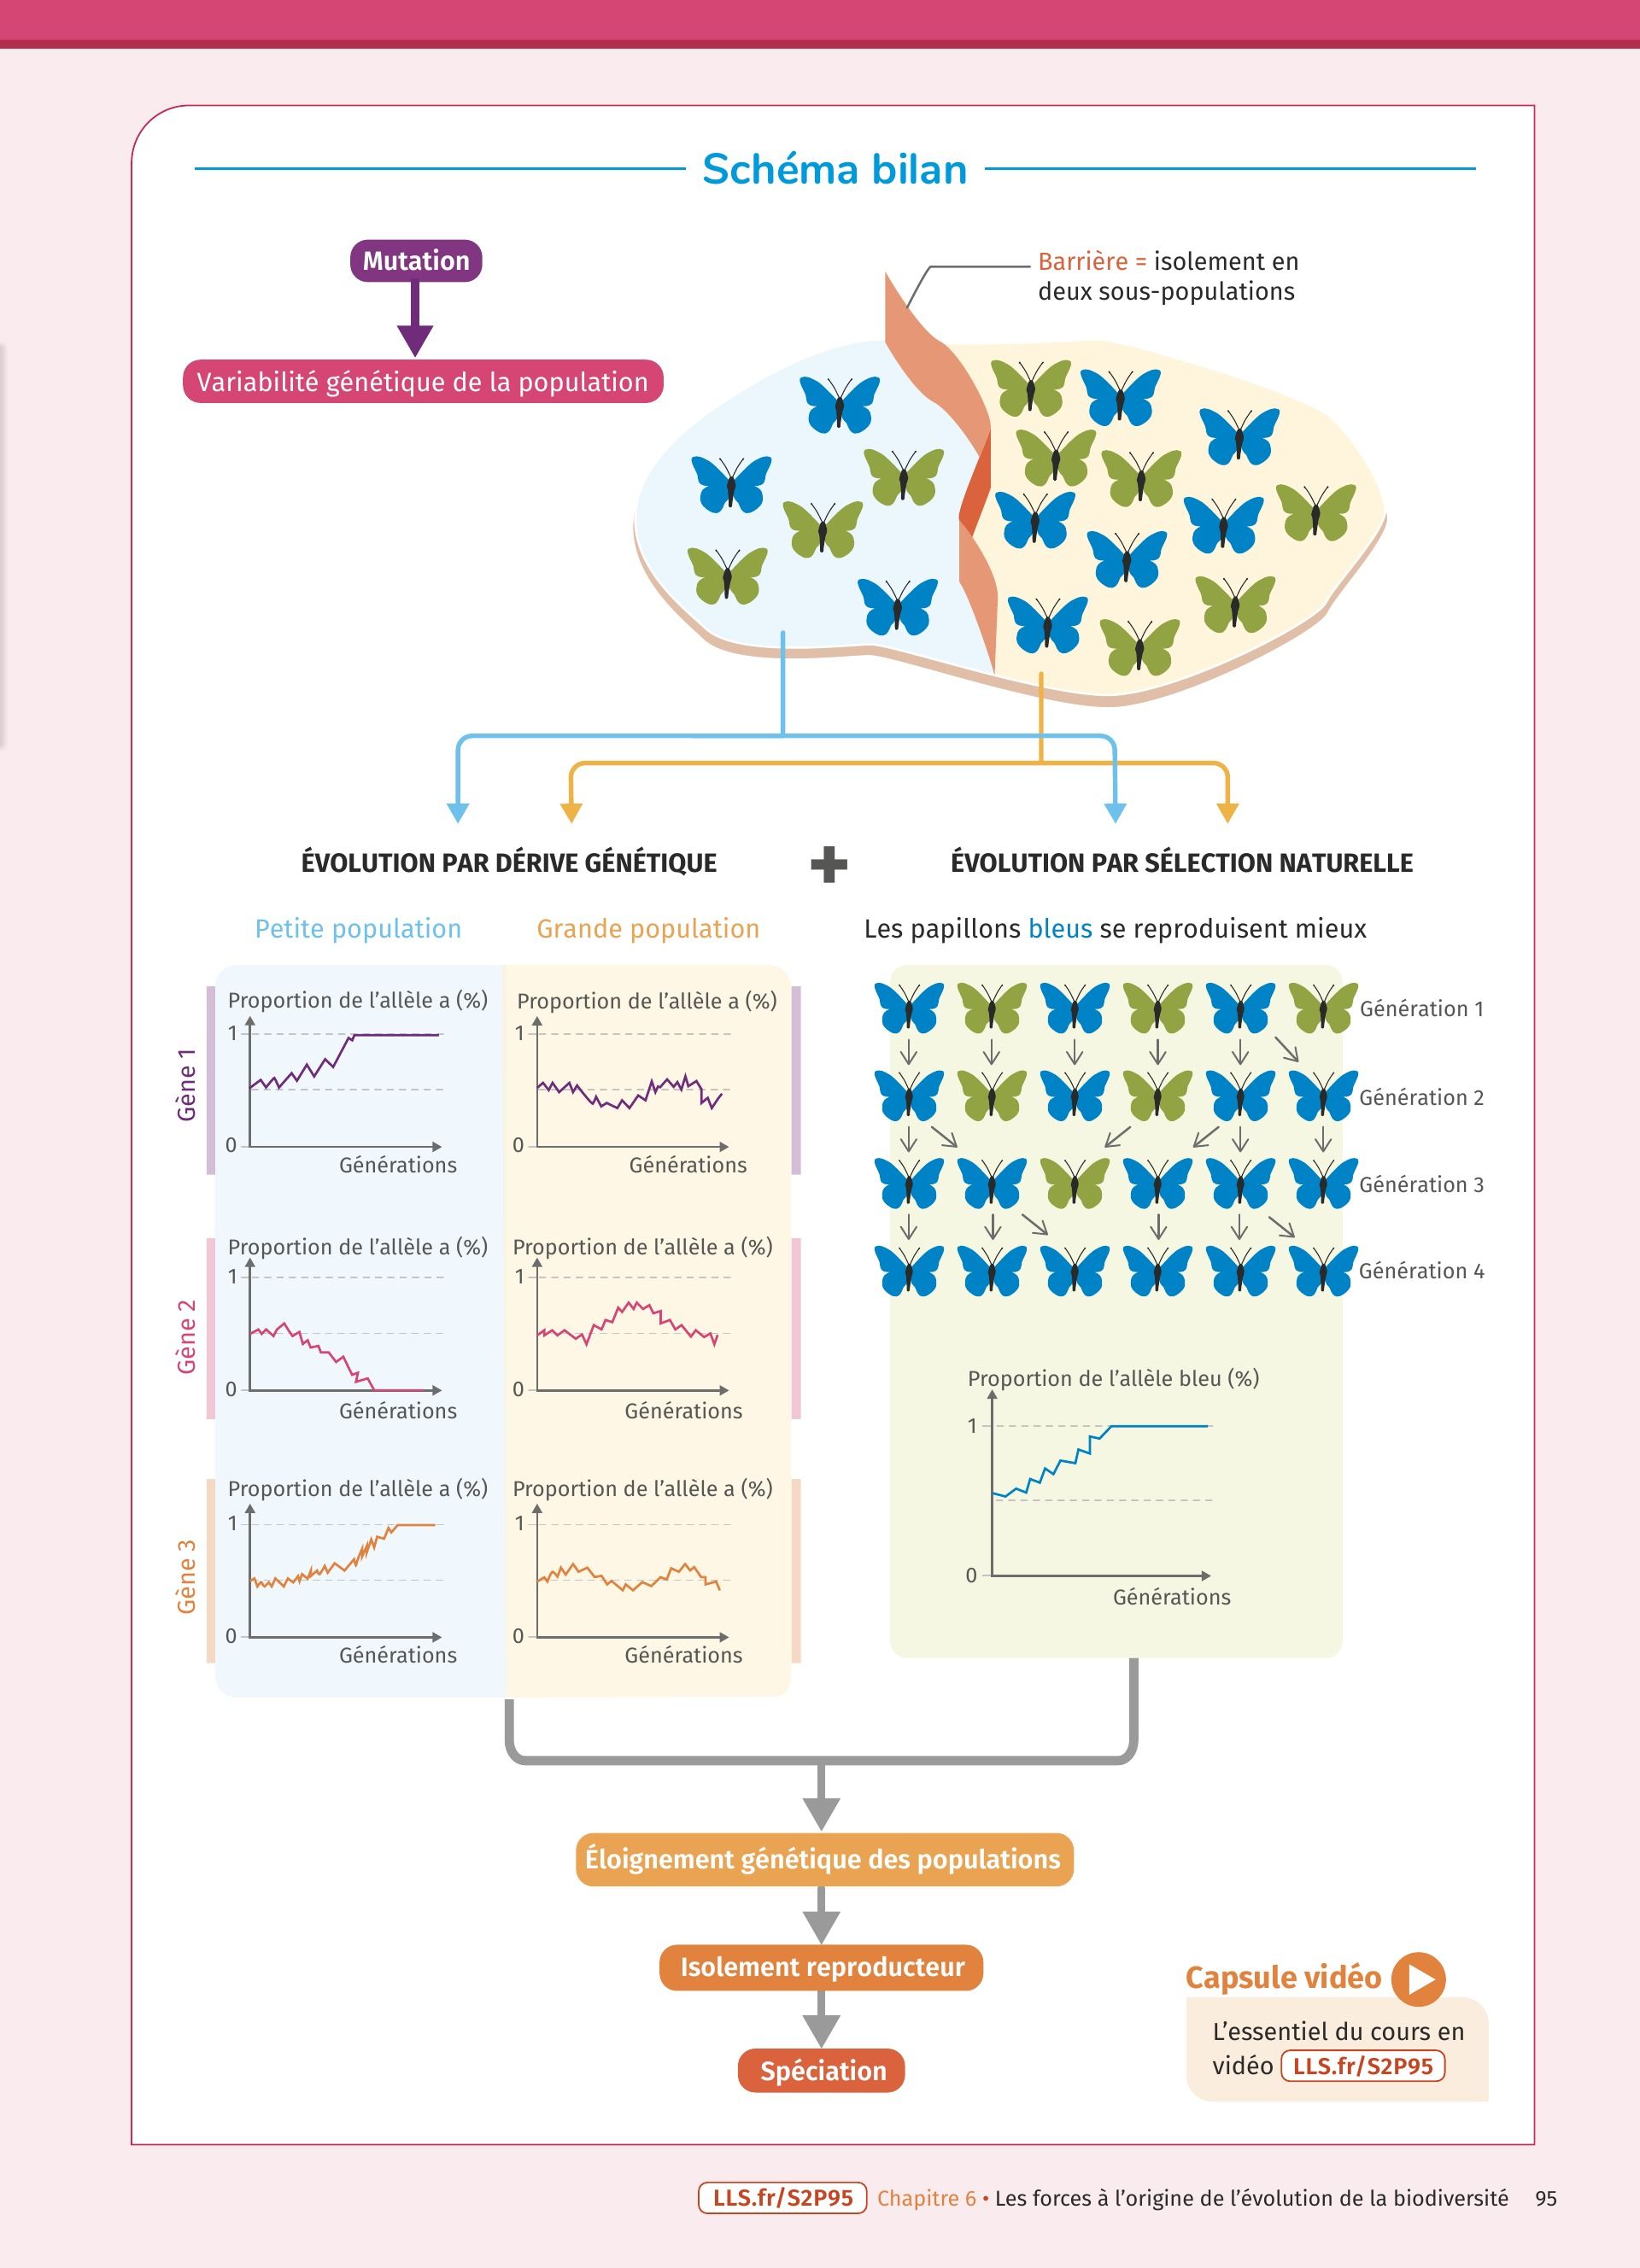 Schéma bilan
Mutation
Variabilité génétique de la population
Barrière = isolement en
deux sous-populations
ÉVOLUTION PAR DÉRIVE GÉNÉTIQUE
+
ÉVOLUTION PAR SÉLECTION NATURELLE
Petite population
Grande population
Gène 1
Proportion de l'allèle a (%)
1
0
Générations
Proportion de l'allèle a (%)
1
0
Générations
Gène 2
Proportion de l'allèle a (%)
1
0
Générations
Proportion de l'allèle a (%)
1
0
Générations
Gène 3
Proportion de l'allèle a (%)
1
0
Générations
Proportion de l'allèle a (%)
1
0
Générations
Les papillons bleus se reproduisent mieux
Génération 1
Génération 2
Génération 3
Génération 4
Proportion de l'allèle bleu (%)
1
0
Générations
Éloignement génétique des populations
Isolement reproducteur
Spéciation
Capsule vidéo
L'essentiel du cours en
vidéo LLS.fr/S2P95
LLS.fr/S2P95 Chapitre 6 • Les forces à l'origine de l'évolution de la biodiversité 95